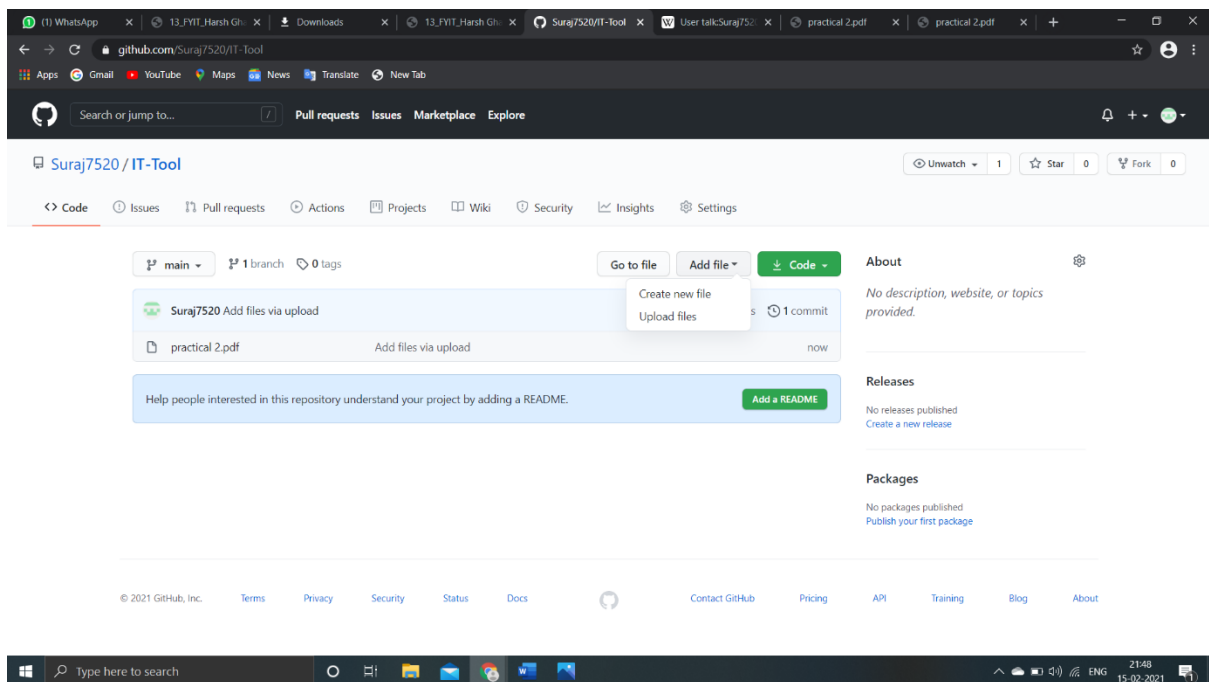 (1) WhatsApp 13_FYIT_Harsh Gh Downloads 13_FYIT_Harsh Gh Suraj7520/IT-Tool User talk:Suraj752 practical 2.pdf practical 2.pdf
github.com/Suraj7520/IT-Tool
Apps Gmail YouTube Maps News Translate New Tab
Search or jump to... / Pull requests Issues Marketplace Explore
Suraj7520 / IT-Tool Unwatch 1 Star 0 Fork 0
Code Issues Pull requests Actions Projects Wiki Security Insights Settings
main 1 branch 0 tags Go to file Add file Code About
Create new file
Upload files
No description, website, or topics
provided.
Suraj7520 Add files via upload s 1 commit
practical 2.pdf Add files via upload now
Help people interested in this repository understand your project by adding a README. Add a README
Releases
No releases published
Create a new release
Packages
No packages published
Publish your first package
© 2021 GitHub, Inc. Terms Privacy Security Status Docs Contact GitHub Pricing API Training Blog About
Type here to search ENG 21:48
15-02-2021